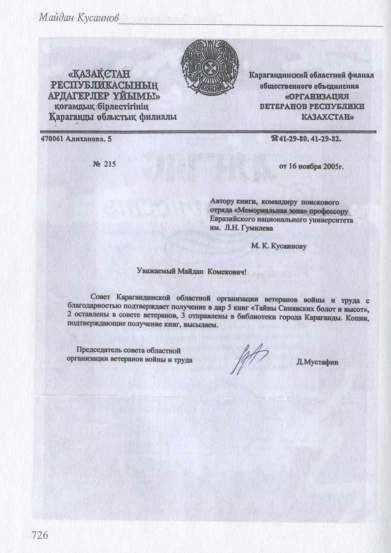 Майдан Кусаинов
«ҚАЗАҚСТАН
РЕСПУБЛИКАСЫНЫҢ
АРДАГЕРЛЕР ҰЙЫМЫ»
қоғамдық бірлестігінің
Қарағанды облыстық филиалы
Карагандинский областной филиал
общественного объединения
«ОРГАНИЗАЦИЯ
ВЕТЕРАНОВ РЕСПУБЛИКИ
КАЗАХСТАН»
470061 Алиханова. 5
☎41-29-80, 41-29-82.
№ 215
от 16 ноября 2005г.
Автору книги, командиру поискового
отряда «Мемориальная зона» профессору
Евразийского национального университета
им. Л.Н. Гумилева
М. К. Кусаинову
Уважаемый Майдан Комекович!
Совет Карагандинской областной организации ветеранов войны и труда с
благодарностью подтверждает получение в дар 5 книг «Тайны Синявских болот и высот»,
2 оставлены в совете ветеранов, 3 отправлены в библиотеки города Караганды. Копии,
подтверждающие получение книг, высылаем.
Председатель совета областной
организации ветеранов войны и труда
Д.Мустафин
726